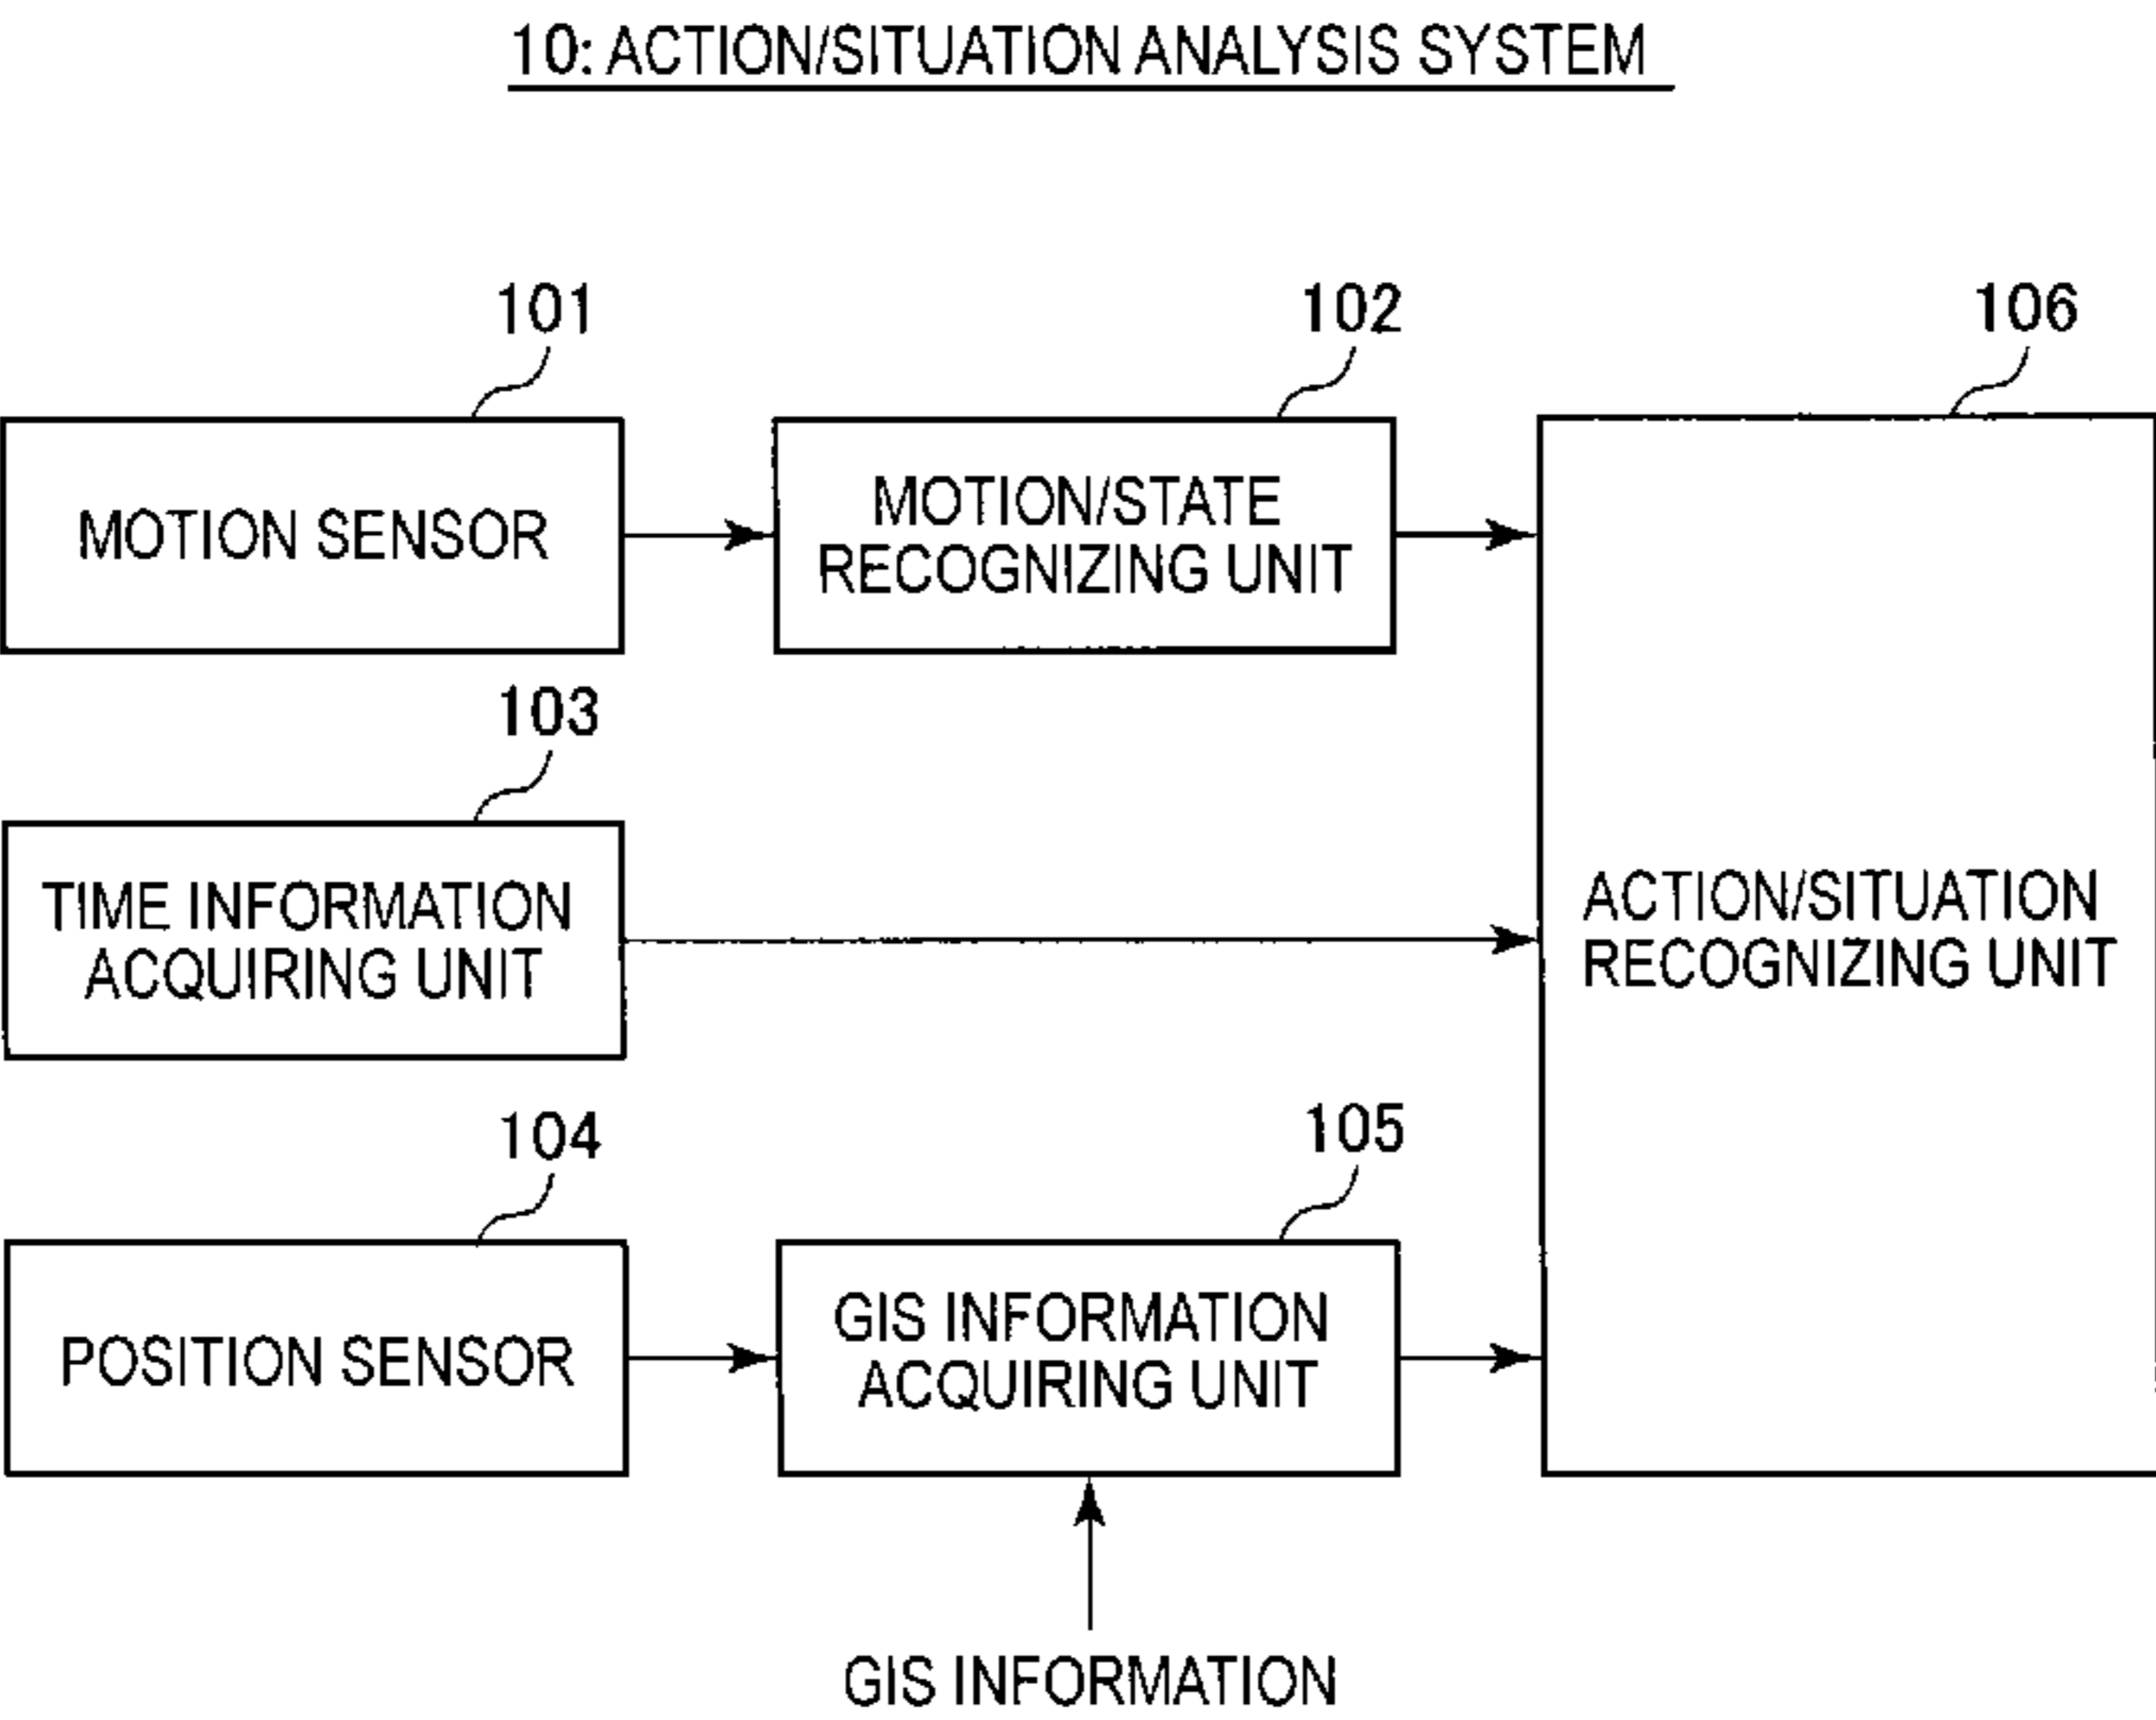 10: ACTION/SITUATION ANALYSIS SYSTEM
101
102
106
MOTION SENSOR
MOTION/STATE
RECOGNIZING UNIT
103
TIME INFORMATION
ACQUIRING UNIT
ACTION/SITUATION
RECOGNIZING UNIT
104
105
POSITION SENSOR
GIS INFORMATION
ACQUIRING UNIT
GIS INFORMATION